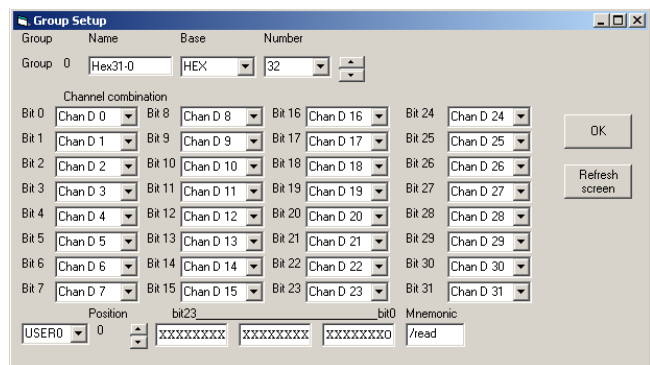 Group Setup
Group Name Base Number
Group 0 Hex31-0 HEX 32
Channel combination
Bit 0 Chan D 0 Bit 8 Chan D 8 Bit 16 Chan D 16 Bit 24 Chan D 24
OK
Bit 1 Chan D 1 Bit 9 Chan D 9 Bit 17 Chan D 17 Bit 25 Chan D 25
Bit 2 Chan D 2 Bit 10 Chan D 10 Bit 18 Chan D 18 Bit 26 Chan D 26
Refresh
screen
Bit 3 Chan D 3 Bit 11 Chan D 11 Bit 19 Chan D 19 Bit 27 Chan D 27
Bit 4 Chan D 4 Bit 12 Chan D 12 Bit 20 Chan D 20 Bit 28 Chan D 28
Bit 5 Chan D 5 Bit 13 Chan D 13 Bit 21 Chan D 21 Bit 29 Chan D 29
Bit 6 Chan D 6 Bit 14 Chan D 14 Bit 22 Chan D 22 Bit 30 Chan D 30
Bit 7 Chan D 7 Bit 15 Chan D 15 Bit 23 Chan D 23 Bit 31 Chan D 31
Position bit23____________________bit0 Mnemonic
USER0 0 XXXXXXXX XXXXXXXX XXXXXXX0 /read